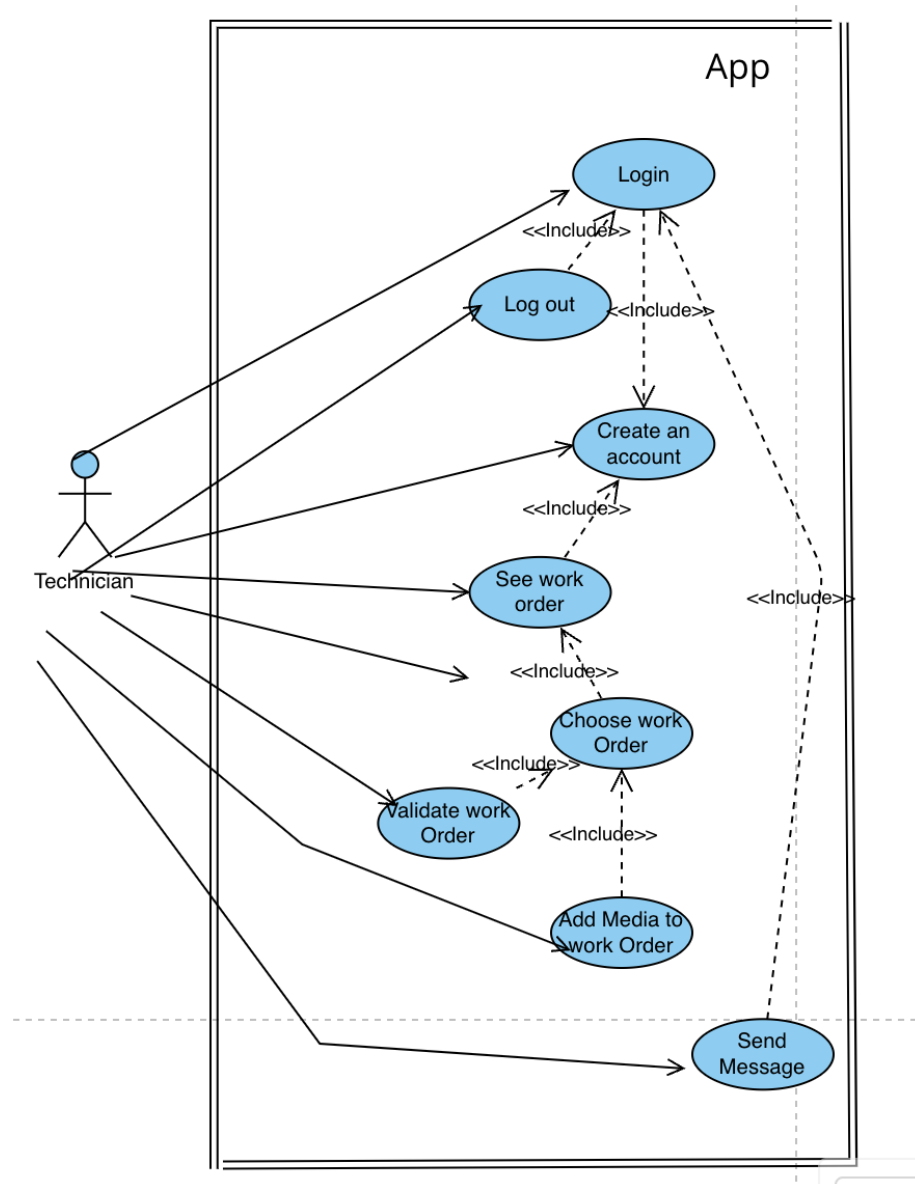 App
Login
<<Include>>
Log out
<<Include>>
Create an
account
<<Include>>
Technician
See work
order
<<Include>>
<<Include>>
Choose work
Order
<<Include>>
Validate work
Order
<<Include>>
Add Media to
work Order
Send
Message